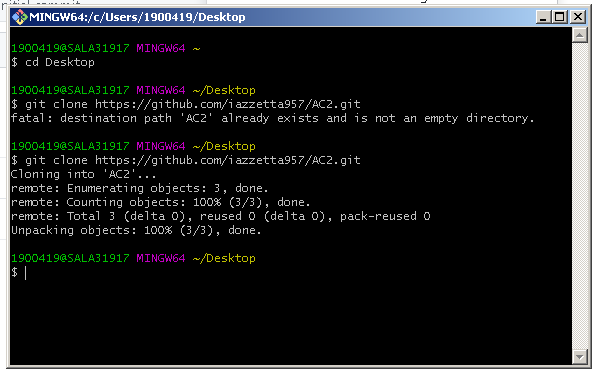 MINGW64:/c/Users/1900419/Desktop
1900419@SALA31917 MINGW64 ~
$ cd Desktop
1900419@SALA31917 MINGW64 ~/Desktop
$ git clone https://github.com/iazzetta957/AC2.git
fatal: destination path 'AC2' already exists and is not an empty directory.
1900419@SALA31917 MINGW64 ~/Desktop
$ git clone https://github.com/iazzetta957/AC2.git
Cloning into 'AC2'...
remote: Enumerating objects: 3, done.
remote: Counting objects: 100% (3/3), done.
remote: Total 3 (delta 0), reused 0 (delta 0), pack-reused 0
Unpacking objects: 100% (3/3), done.
1900419@SALA31917 MINGW64 ~/Desktop
$